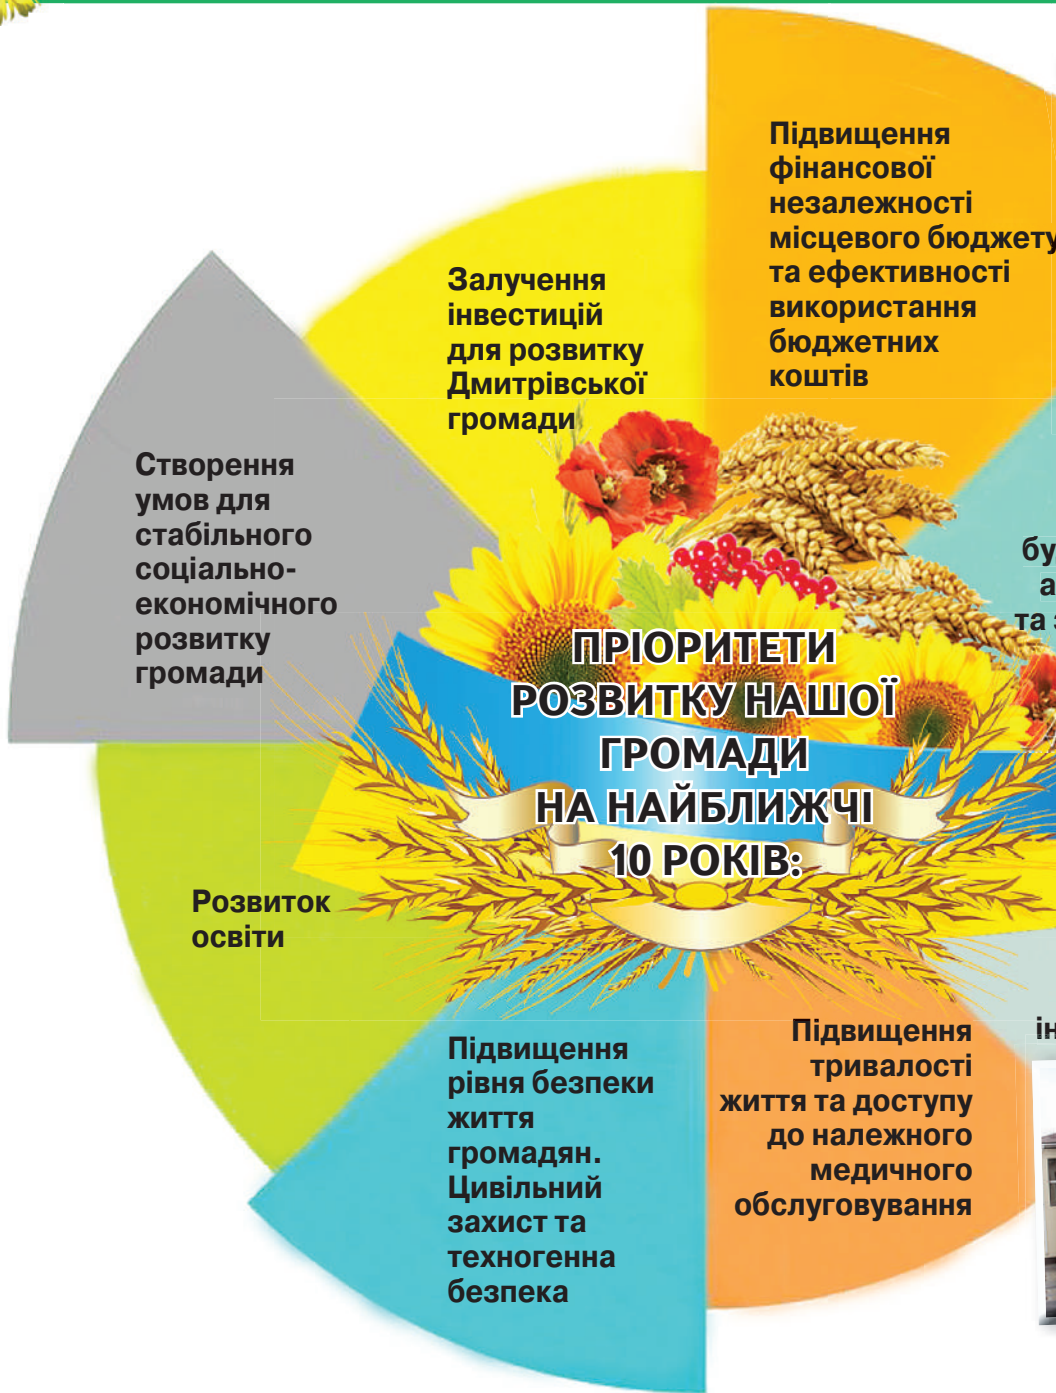 Підвищення
фінансової
незалежності
місцевого бюджету
та ефективності
використання
бюджетних
коштів
Залучення
інвестицій
для розвитку
Дмитрівської
громади
Створення
умов для
стабільного
соціально-
економічного
розвитку
громади
та
ПРІОРИТЕТИ
РОЗВИТКУ НАШОЇ
ГРОМАДИ
НА НАЙБЛИЖЧІ
10 РОКІВ:
Розвиток
освіти
Підвищення
рівня безпеки
життя
громадян.
Цивільний
захист та
техногенна
безпека
Підвищення
тривалості
життя та доступу
до належного
медичного
обслуговування